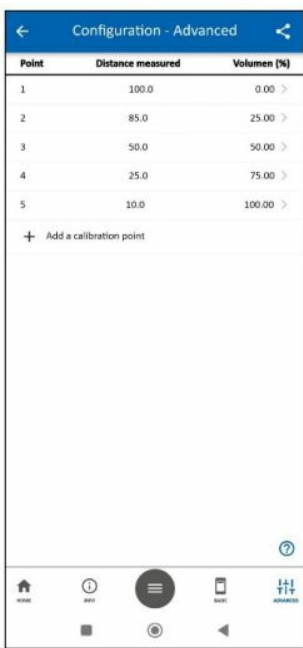 Configuration - Advanced
Point Distance measured Volumen (%)
1 100.0 0.00
2 85.0 25.00
3 50.0 50.00
4 25.0 75.00
5 10.0 100.00
+ Add a calibration point
HOME INFO BASIC ADVANCED